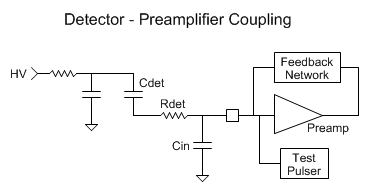 Detector - Preamplifier Coupling
HV
Cdet
Rdet
Cin
Feedback
Network
Preamp
Test
Pulser